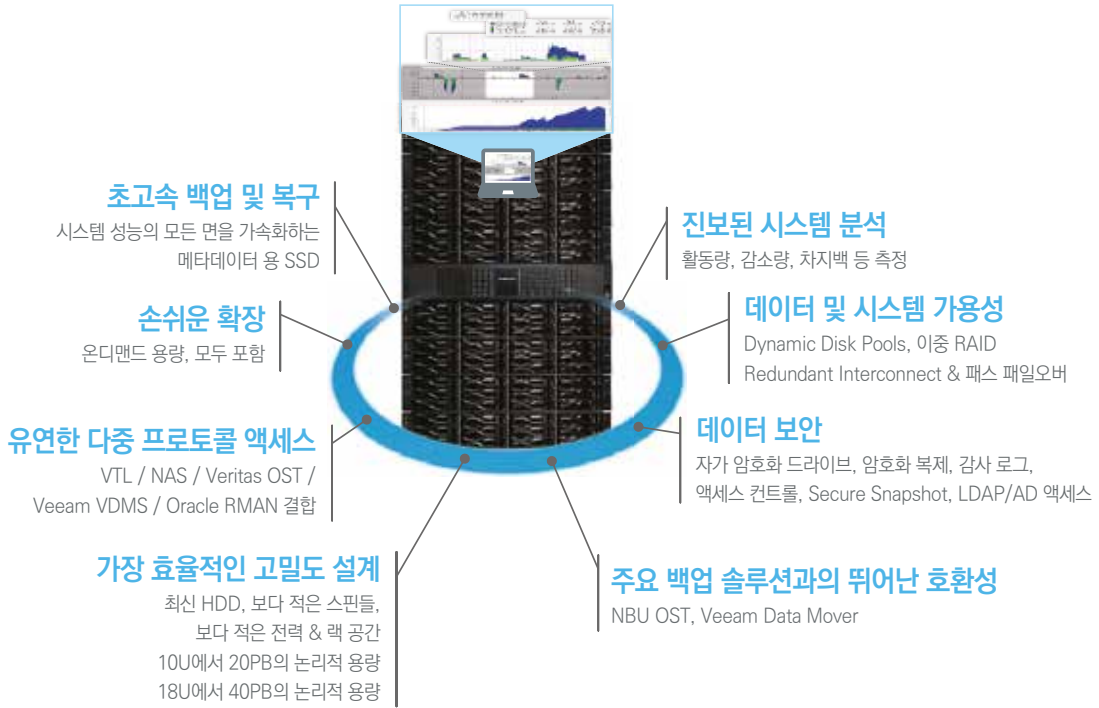 초고속 백업 및 복구
시스템 성능의 모든 면을 가속화하는
메타데이터 용 SSD
손쉬운 확장
온디맨드 용량, 모두 포함
유연한 다중 프로토콜 액세스
VTL / NAS / Veritas OST /
Veeam VDMS / Oracle RMAN 결합
가장 효율적인 고밀도 설계
최신 HDD, 보다 적은 스핀들,
보다 적은 전력 & 랙 공간
10U에서 20PB의 논리적 용량
18U에서 40PB의 논리적 용량
진보된 시스템 분석
활동량, 감소량, 차지백 등 측정
데이터 및 시스템 가용성
Dynamic Disk Pools, 이중 RAID
Redundant Interconnect & 패스 페일오버
데이터 보안
자가 암호화 드라이브, 암호화 복제, 감사 로그,
액세스 컨트롤, Secure Snapshot, LDAP/AD 액세스
주요 백업 솔루션과의 뛰어난 호환성
NBU OST, Veeam Data Mover